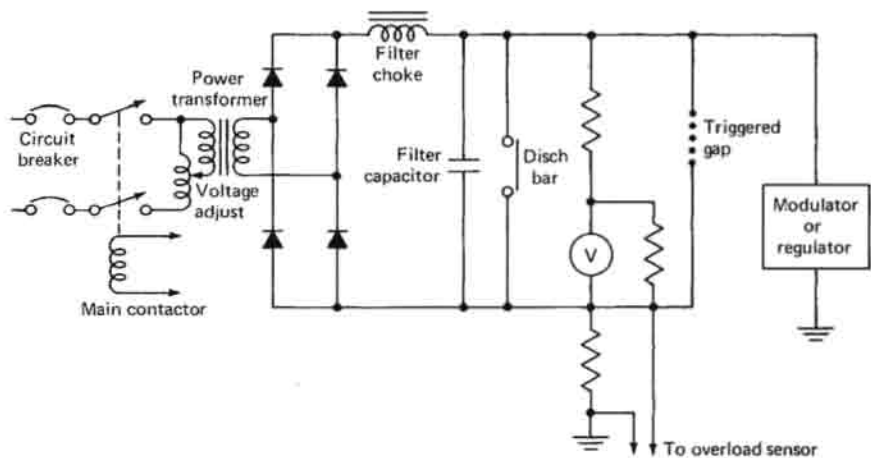 Filter
choke
Power
transformer
Circuit
breaker
Voltage
adjust
Main contactor
Filter
capacitor
Disch
bar
V
Triggered
gap
Modulator
or
regulator
To overload sensor